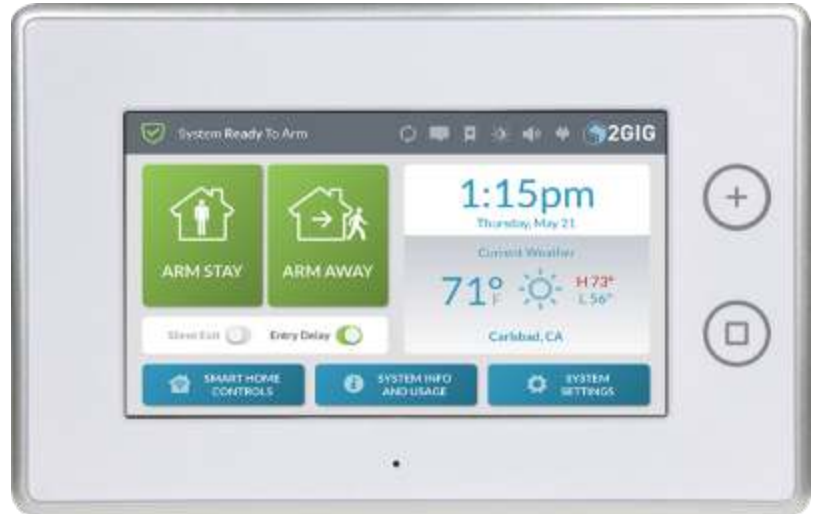 System Ready To Arm
2GIG
1:15pm
Thursday, May 21
Current Weather
71°
F
H 73°
L 56°
Carlsbad, CA
ARM STAY
ARM AWAY
Silent Exit
Entry Delay
SMART HOME
CONTROLS
SYSTEM INFO
AND USAGE
SYSTEM
SETTINGS